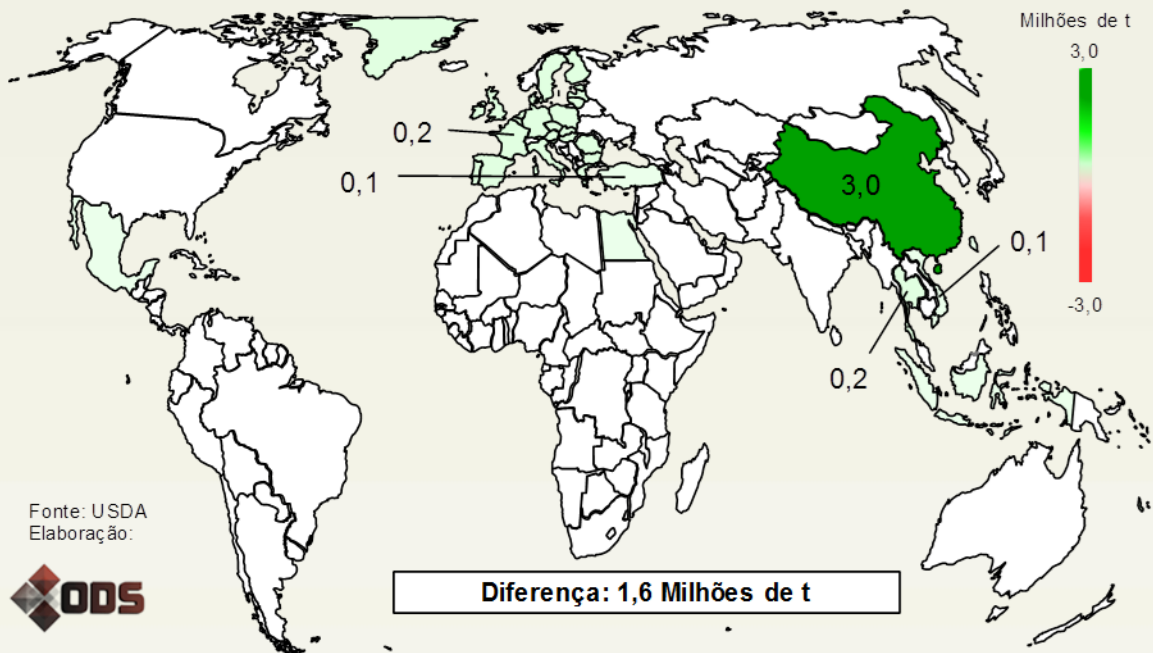 Milhões de t
3,0
0,2
0,1
3,0
0,1
0,2
-3,0
Fonte: USDA
Elaboração:
ODS
Diferença: 1,6 Milhões de t